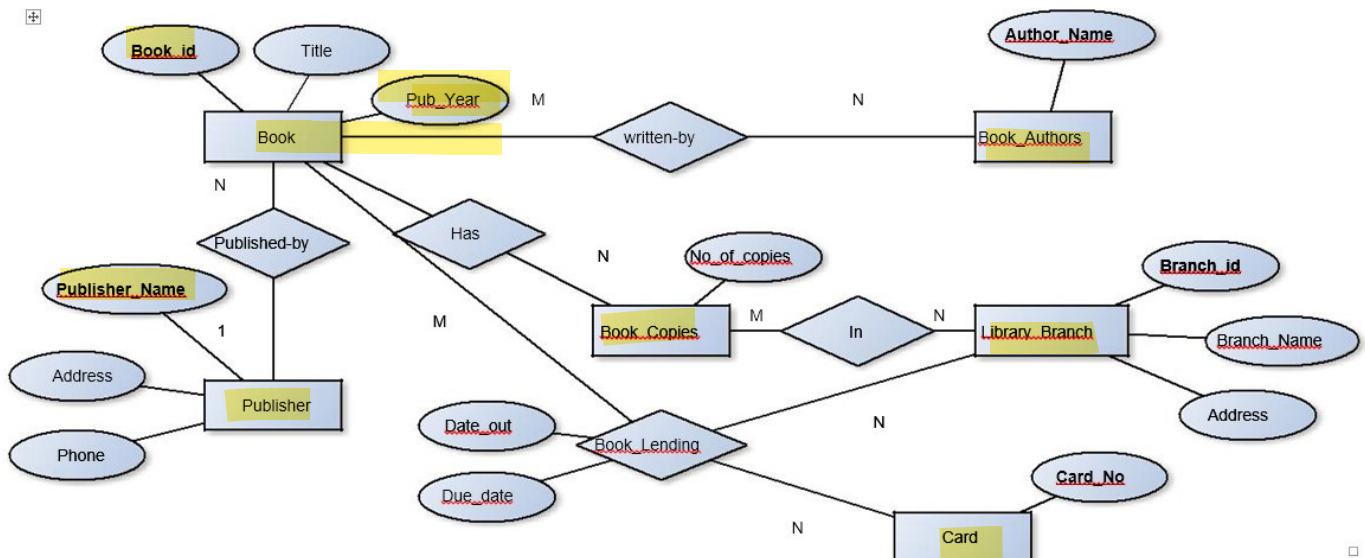 Book_id
Title
Author_Name
Pub_Year
M
N
Book
written-by
Book_Authors
N
Has
Published-by
N
No_of_copies
Branch_id
Publisher_Name
1
M
Book_Copies
M
In
N
Library_Branch
Branch_Name
Address
Publisher
Address
Date_out
N
Book_Lending
Phone
Due_date
Card_No
N
Card